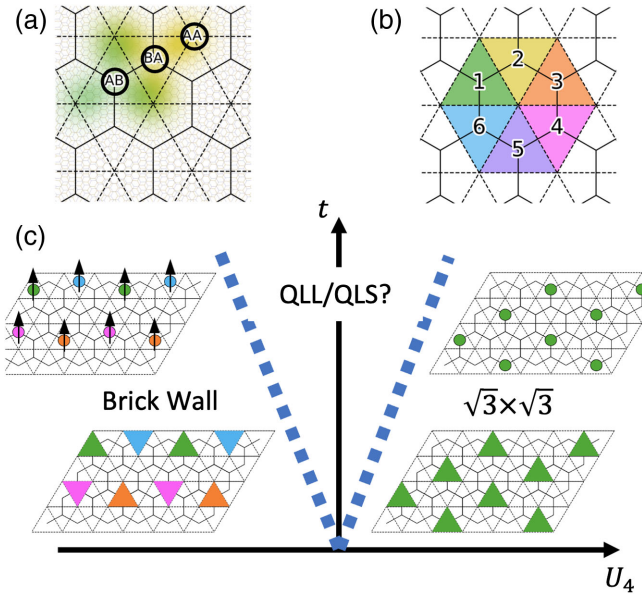 (a)
(b)
AA
BA
AB
1
2
3
4
5
6
(c)
t
QLL/QLS?
Brick Wall
√3×√3
U₄